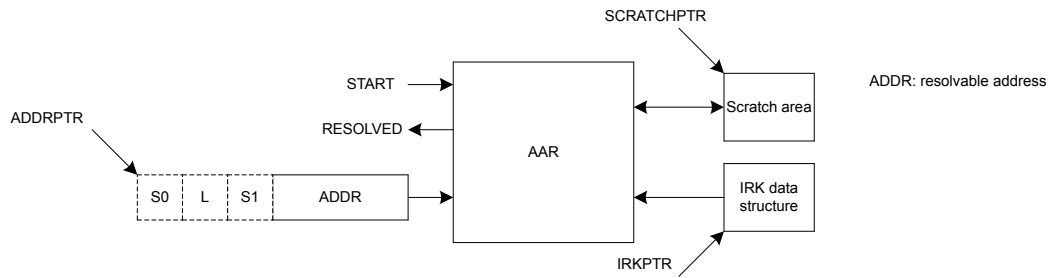 SCRATCHPTR
START
Scratch area
ADDR: resolvable address
ADDRPTR
RESOLVED
AAR
S0
L
S1
ADDR
IRK data
structure
IRKPTR